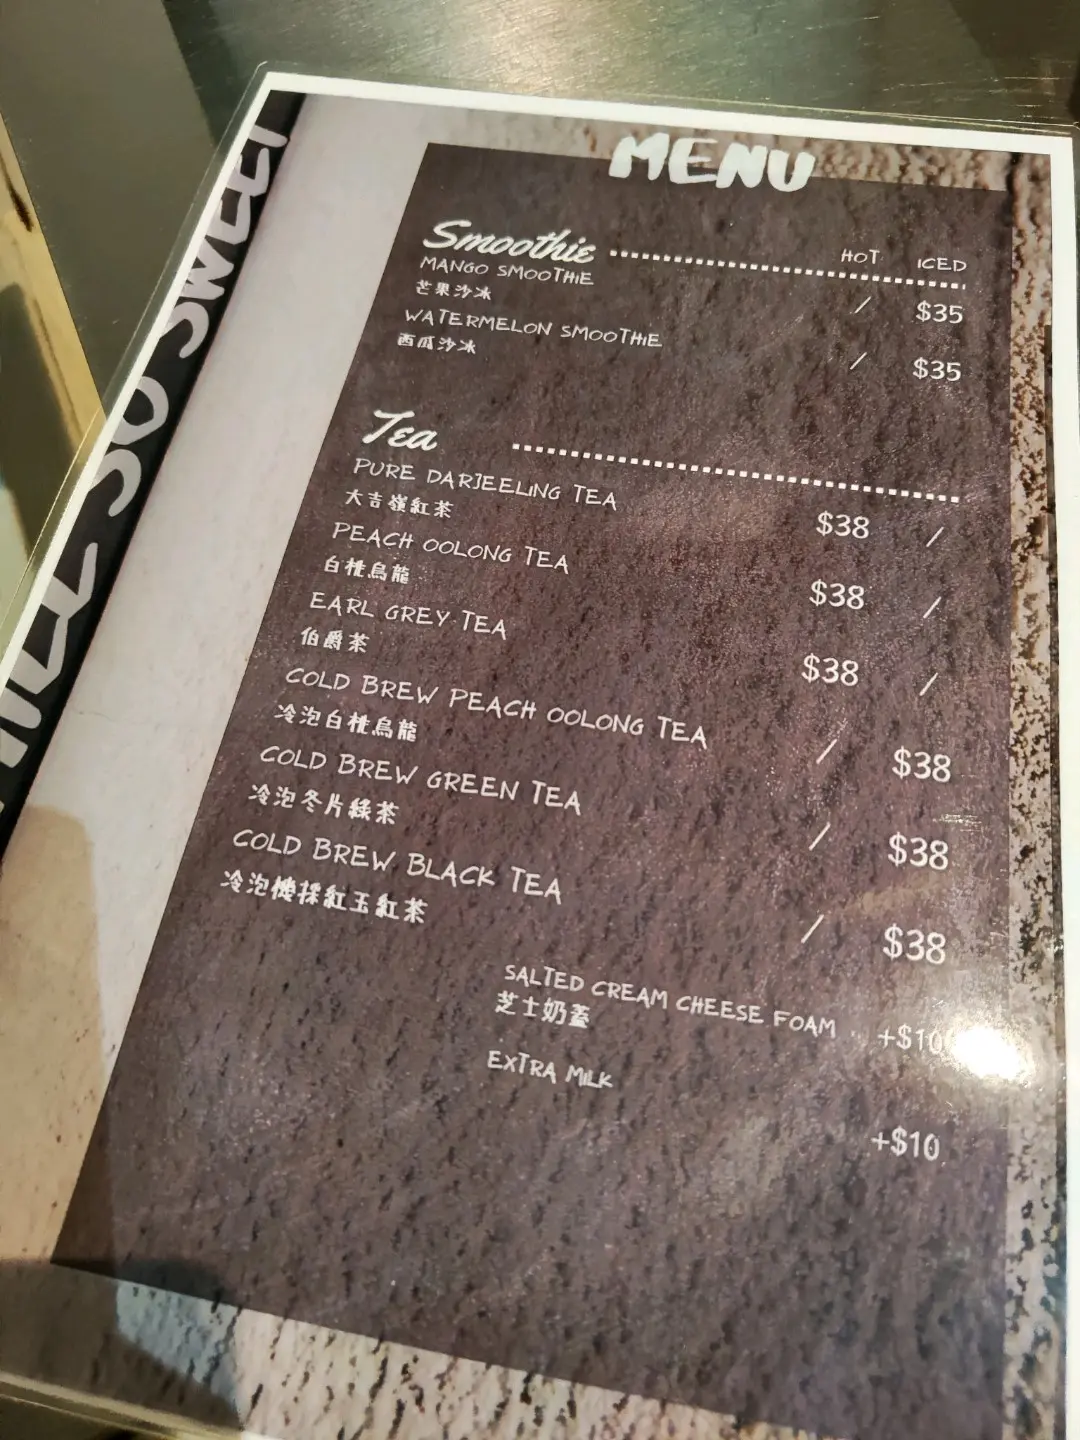 MENU
Smoothie HOT ICED
MANGO SMOOTHIE / $35
芒果沙冰
WATERMELON SMOOTHIE / $35
西瓜沙冰
Tea
PURE DARJEELING TEA $38 /
大吉嶺紅茶
PEACH OOLONG TEA $38 /
白桃烏龍
EARL GREY TEA $38 /
伯爵茶
COLD BREW PEACH OOLONG TEA / $38
冷泡白桃烏龍
COLD BREW GREEN TEA / $38
冷泡冬片綠茶
COLD BREW BLACK TEA / $38
冷泡機採紅玉紅茶
SALTED CREAM CHEESE FOAM +$10
芝士奶蓋
EXTRA MILK +$10
SO SWEET